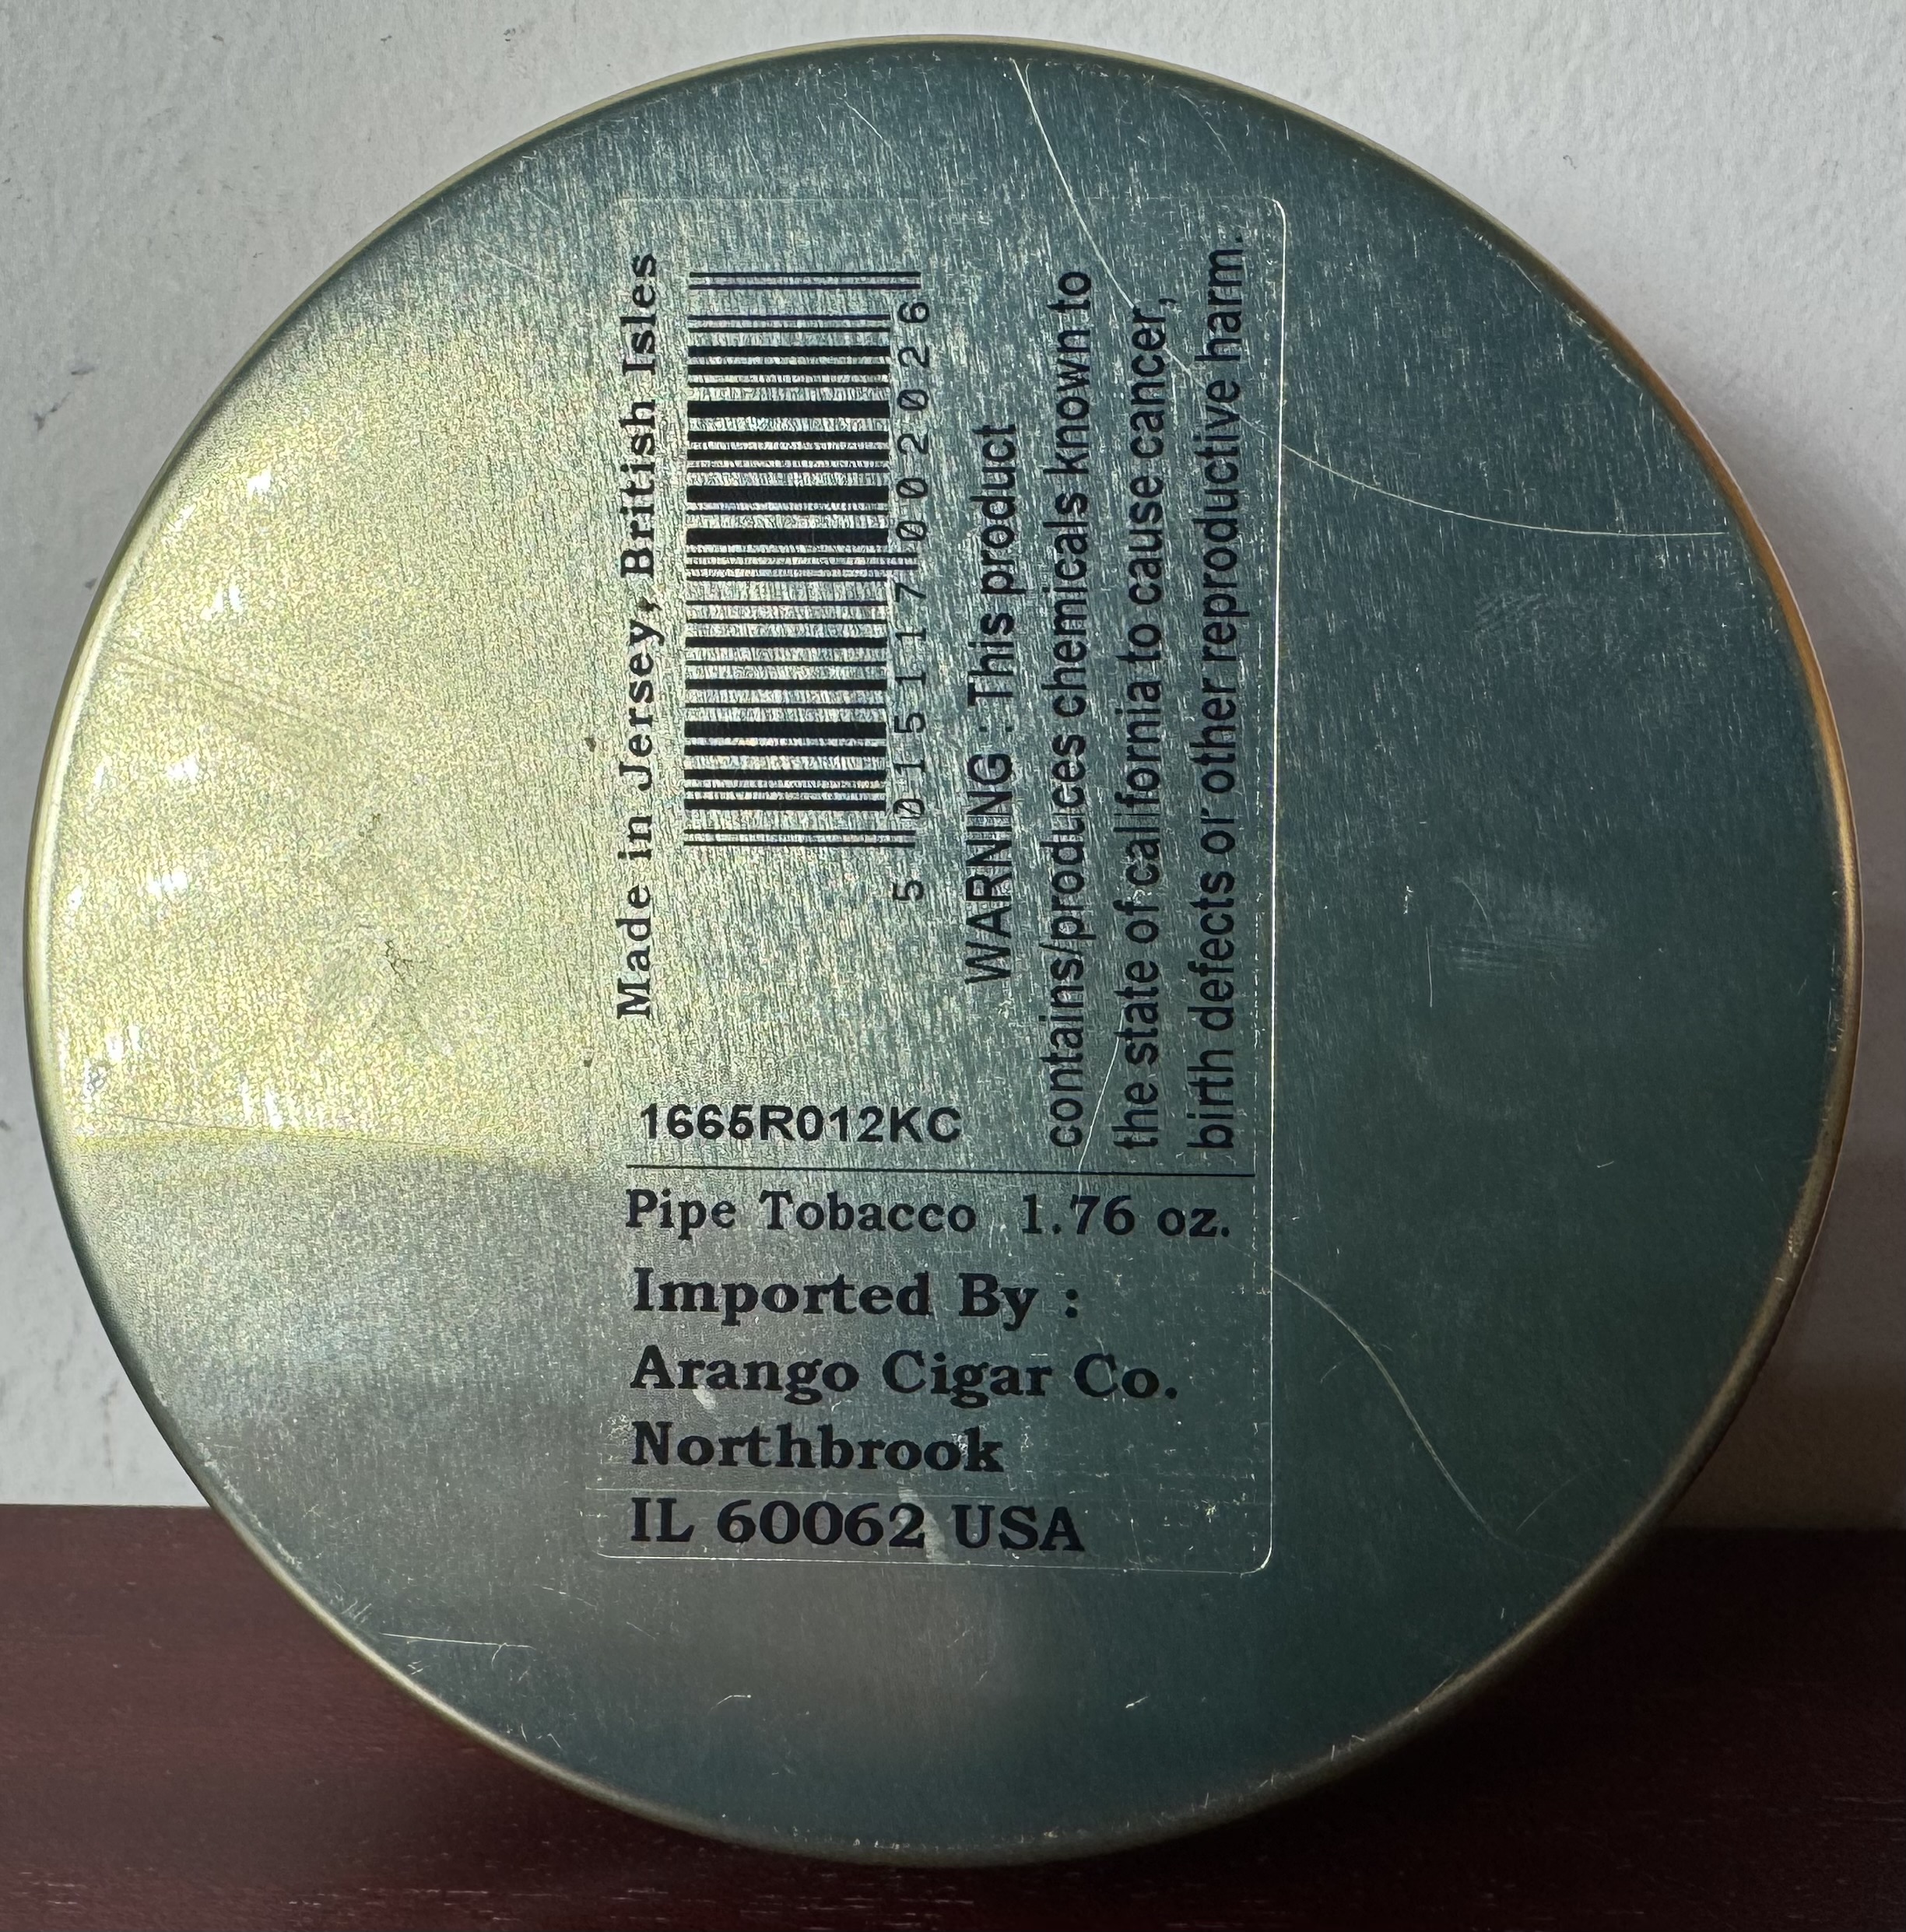 Made in Jersey, British Isles
5 015117 002026
WARNING : This product
contains/produces chemicals known to
the state of california to cause cancer,
birth defects or other reproductive harm.
1665R012KC
Pipe Tobacco 1.76 oz.
Imported By :
Arango Cigar Co.
Northbrook
IL 60062 USA